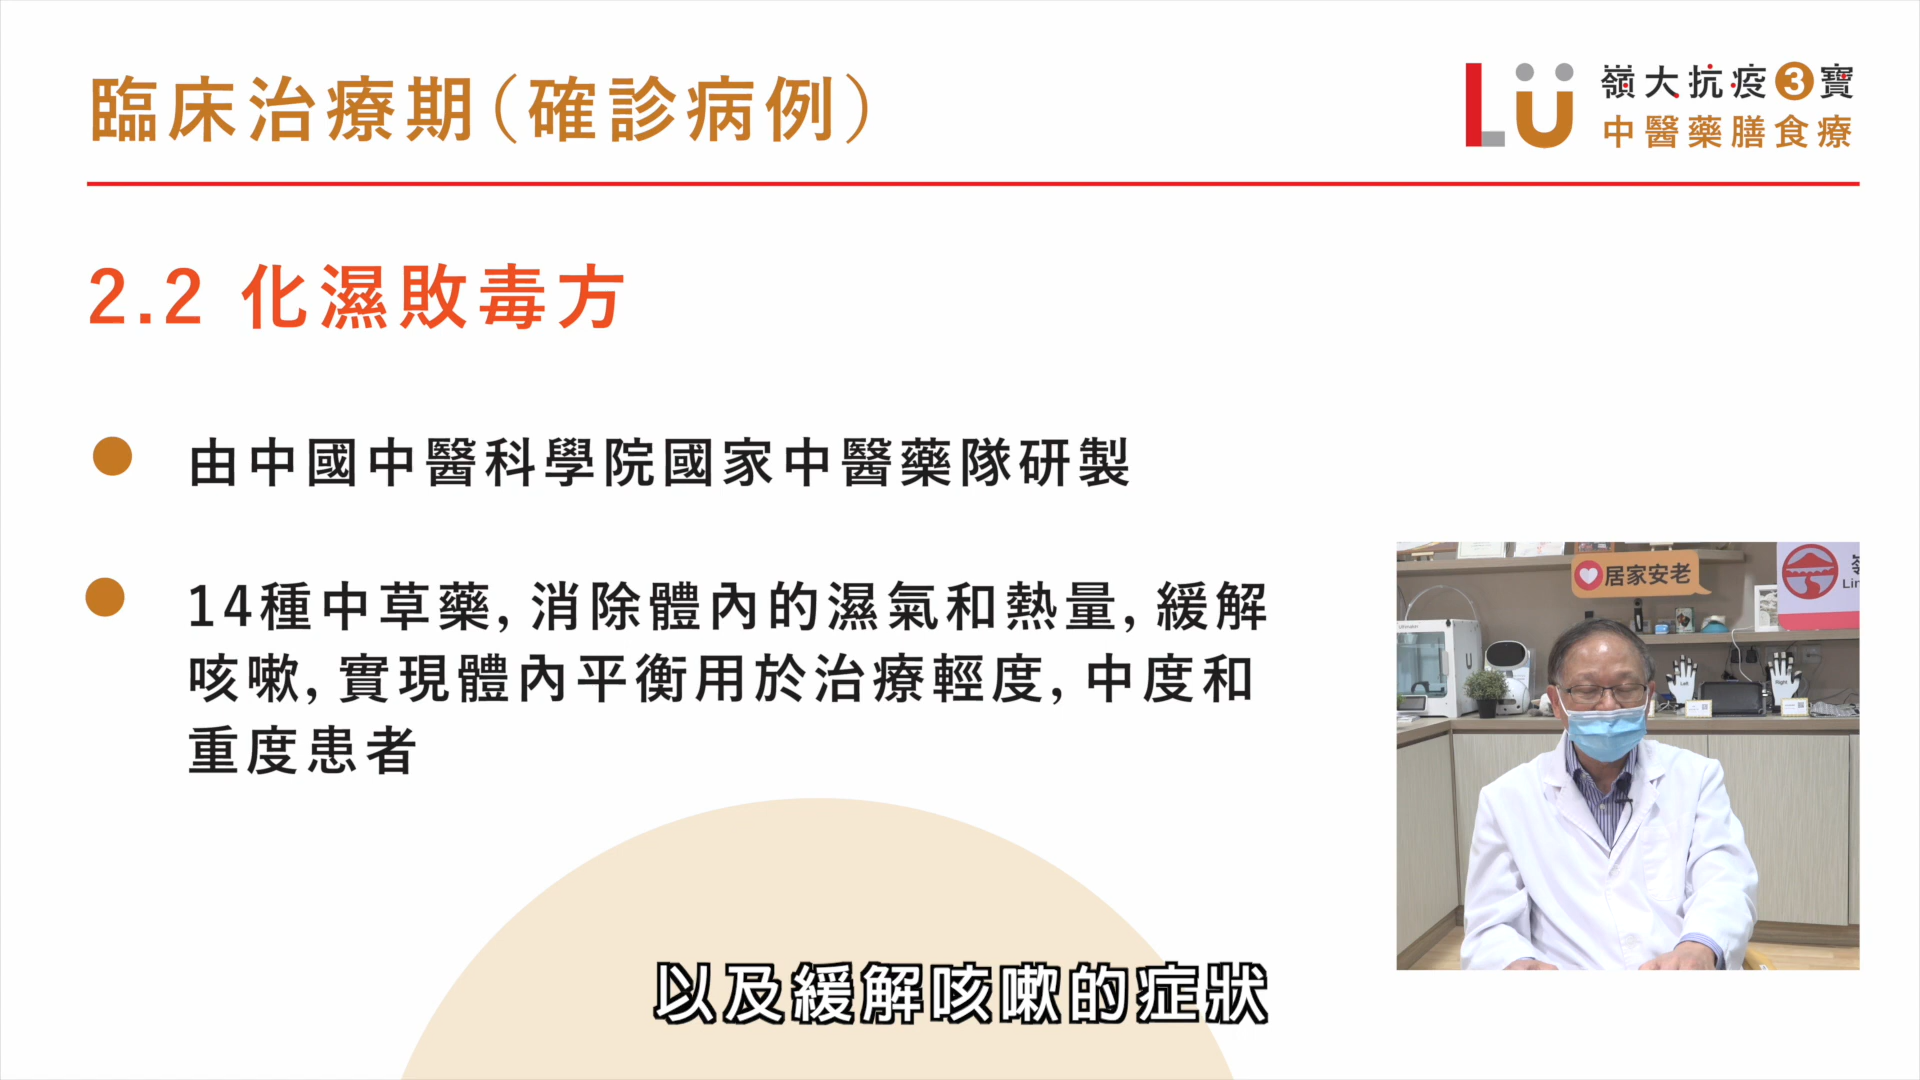 臨床治療期(確診病例)
LU
嶺大抗疫3寶
中醫藥膳食療
2.2 化濕敗毒方
由中國中醫科學院國家中醫藥隊研製
14種中草藥, 消除體內的濕氣和熱量, 緩解
咳嗽, 實現體內平衡用於治療輕度, 中度和
重度患者
居家安老
Left
Right
以及緩解咳嗽的症狀